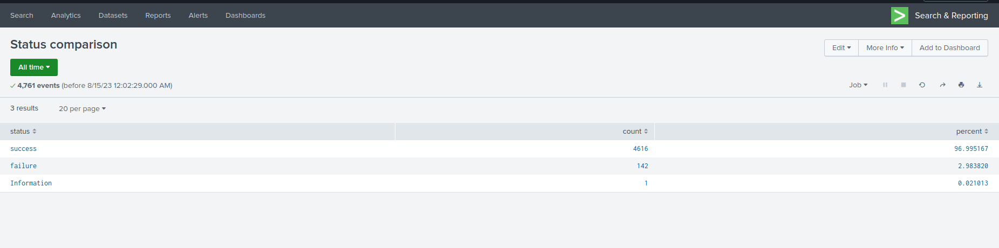 Search Analytics Datasets Reports Alerts Dashboards Search & Reporting
Status comparison
Edit More Info Add to Dashboard
All time
4,761 events (before 8/15/23 12:02:29.000 AM)
Job
3 results 20 per page
status count percent
success 4616 96.995167
failure 142 2.983820
Information 1 0.021013